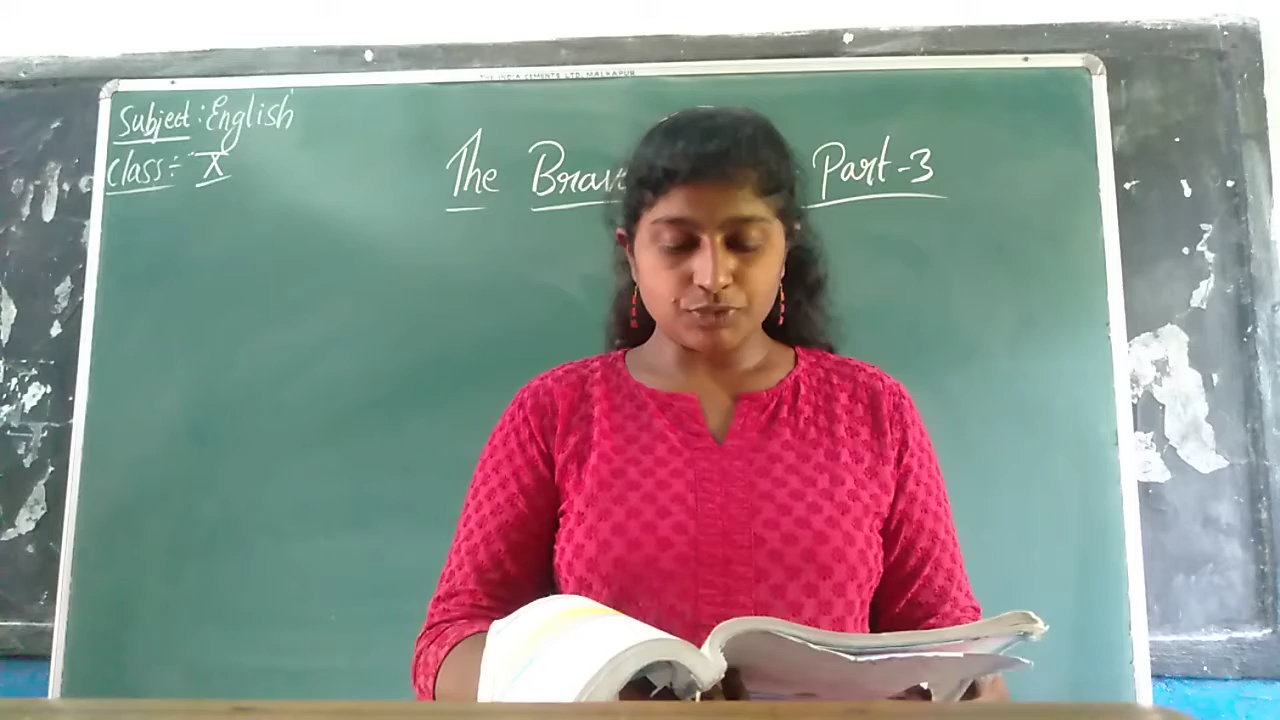 THE INDIA CEMENTS LTD. MALKAPUR
Subject : English
Class :- X
The Brav Part-3